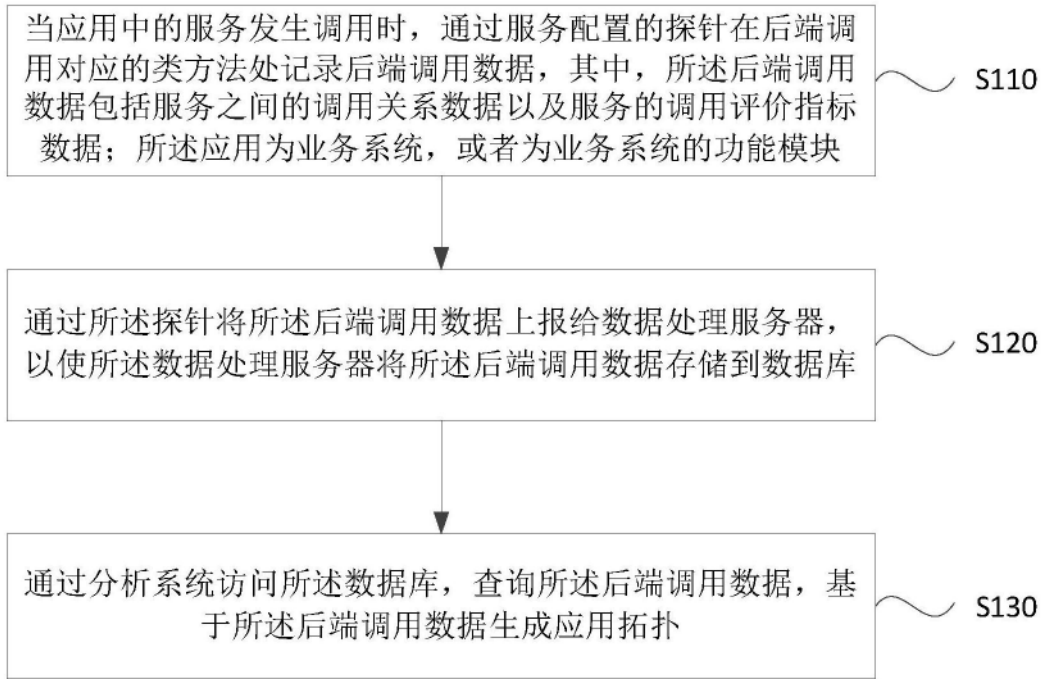 当应用中的服务发生调用时，通过服务配置的探针在后端调
用对应的类方法处记录后端调用数据，其中，所述后端调用
数据包括服务之间的调用关系数据以及服务的调用评价指标
数据；所述应用为业务系统，或者为业务系统的功能模块
S110
通过所述探针将所述后端调用数据上报给数据处理服务器，
以使所述数据处理服务器将所述后端调用数据存储到数据库
S120
通过分析系统访问所述数据库，查询所述后端调用数据，基
于所述后端调用数据生成应用拓扑
S130